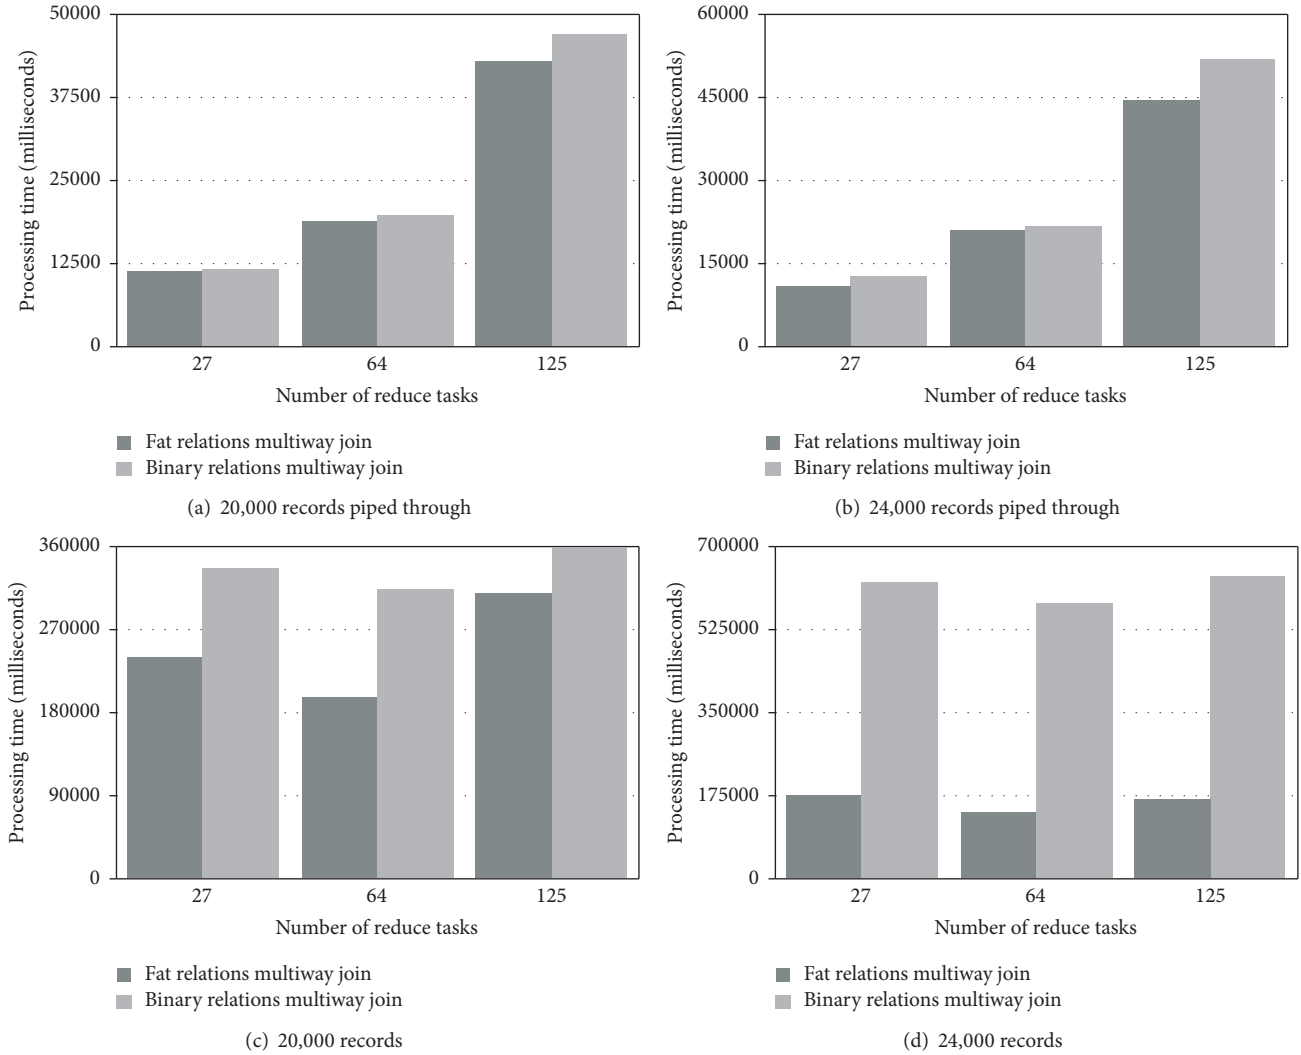 50000
37500
25000
12500
0
Processing time (milliseconds)
27 64 125
Number of reduce tasks
Fat relations multiway join
Binary relations multiway join
(a) 20,000 records piped through
60000
45000
30000
15000
0
Processing time (milliseconds)
27 64 125
Number of reduce tasks
Fat relations multiway join
Binary relations multiway join
(b) 24,000 records piped through
360000
270000
180000
90000
0
Processing time (milliseconds)
27 64 125
Number of reduce tasks
Fat relations multiway join
Binary relations multiway join
(c) 20,000 records
700000
525000
350000
175000
0
Processing time (milliseconds)
27 64 125
Number of reduce tasks
Fat relations multiway join
Binary relations multiway join
(d) 24,000 records